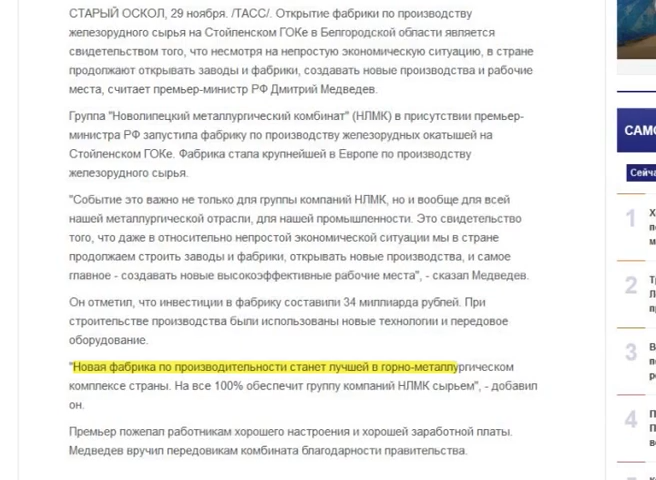 СТАРЫЙ ОСКОЛ, 29 ноября. /ТАСС/. Открытие фабрики по производству
железорудного сырья на Стойленском ГОКе в Белгородской области является
свидетельством того, что несмотря на непростую экономическую ситуацию, в стране
продолжают открывать заводы и фабрики, создавать новые производства и рабочие
места, считает премьер-министр РФ Дмитрий Медведев.
Группа "Новолипецкий металлургический комбинат" (НЛМК) в присутствии премьер-
министра РФ запустила фабрику по производству железорудных окатышей на
Стойленском ГОКе. Фабрика стала крупнейшей в Европе по производству
железорудного сырья.
"Событие это важно не только для группы компаний НЛМК, но и вообще для всей
нашей металлургической отрасли, для нашей промышленности. Это свидетельство
того, что даже в относительно непростой экономической ситуации мы в стране
продолжаем строить заводы и фабрики, открывать новые производства, и самое
главное - создавать новые высокоэффективные рабочие места", - сказал Медведев.
Он отметил, что инвестиции в фабрику составили 34 миллиарда рублей. При
строительстве производства были использованы новые технологии и передовое
оборудование.
"Новая фабрика по производительности станет лучшей в горно-металлургическом
комплексе страны. На все 100% обеспечит группу компаний НЛМК сырьем", - добавил
он.
Премьер пожелал работникам хорошего настроения и хорошей заработной платы.
Медведев вручил передовикам комбината благодарности правительства.
САМО
Сейча
1
2
3
4